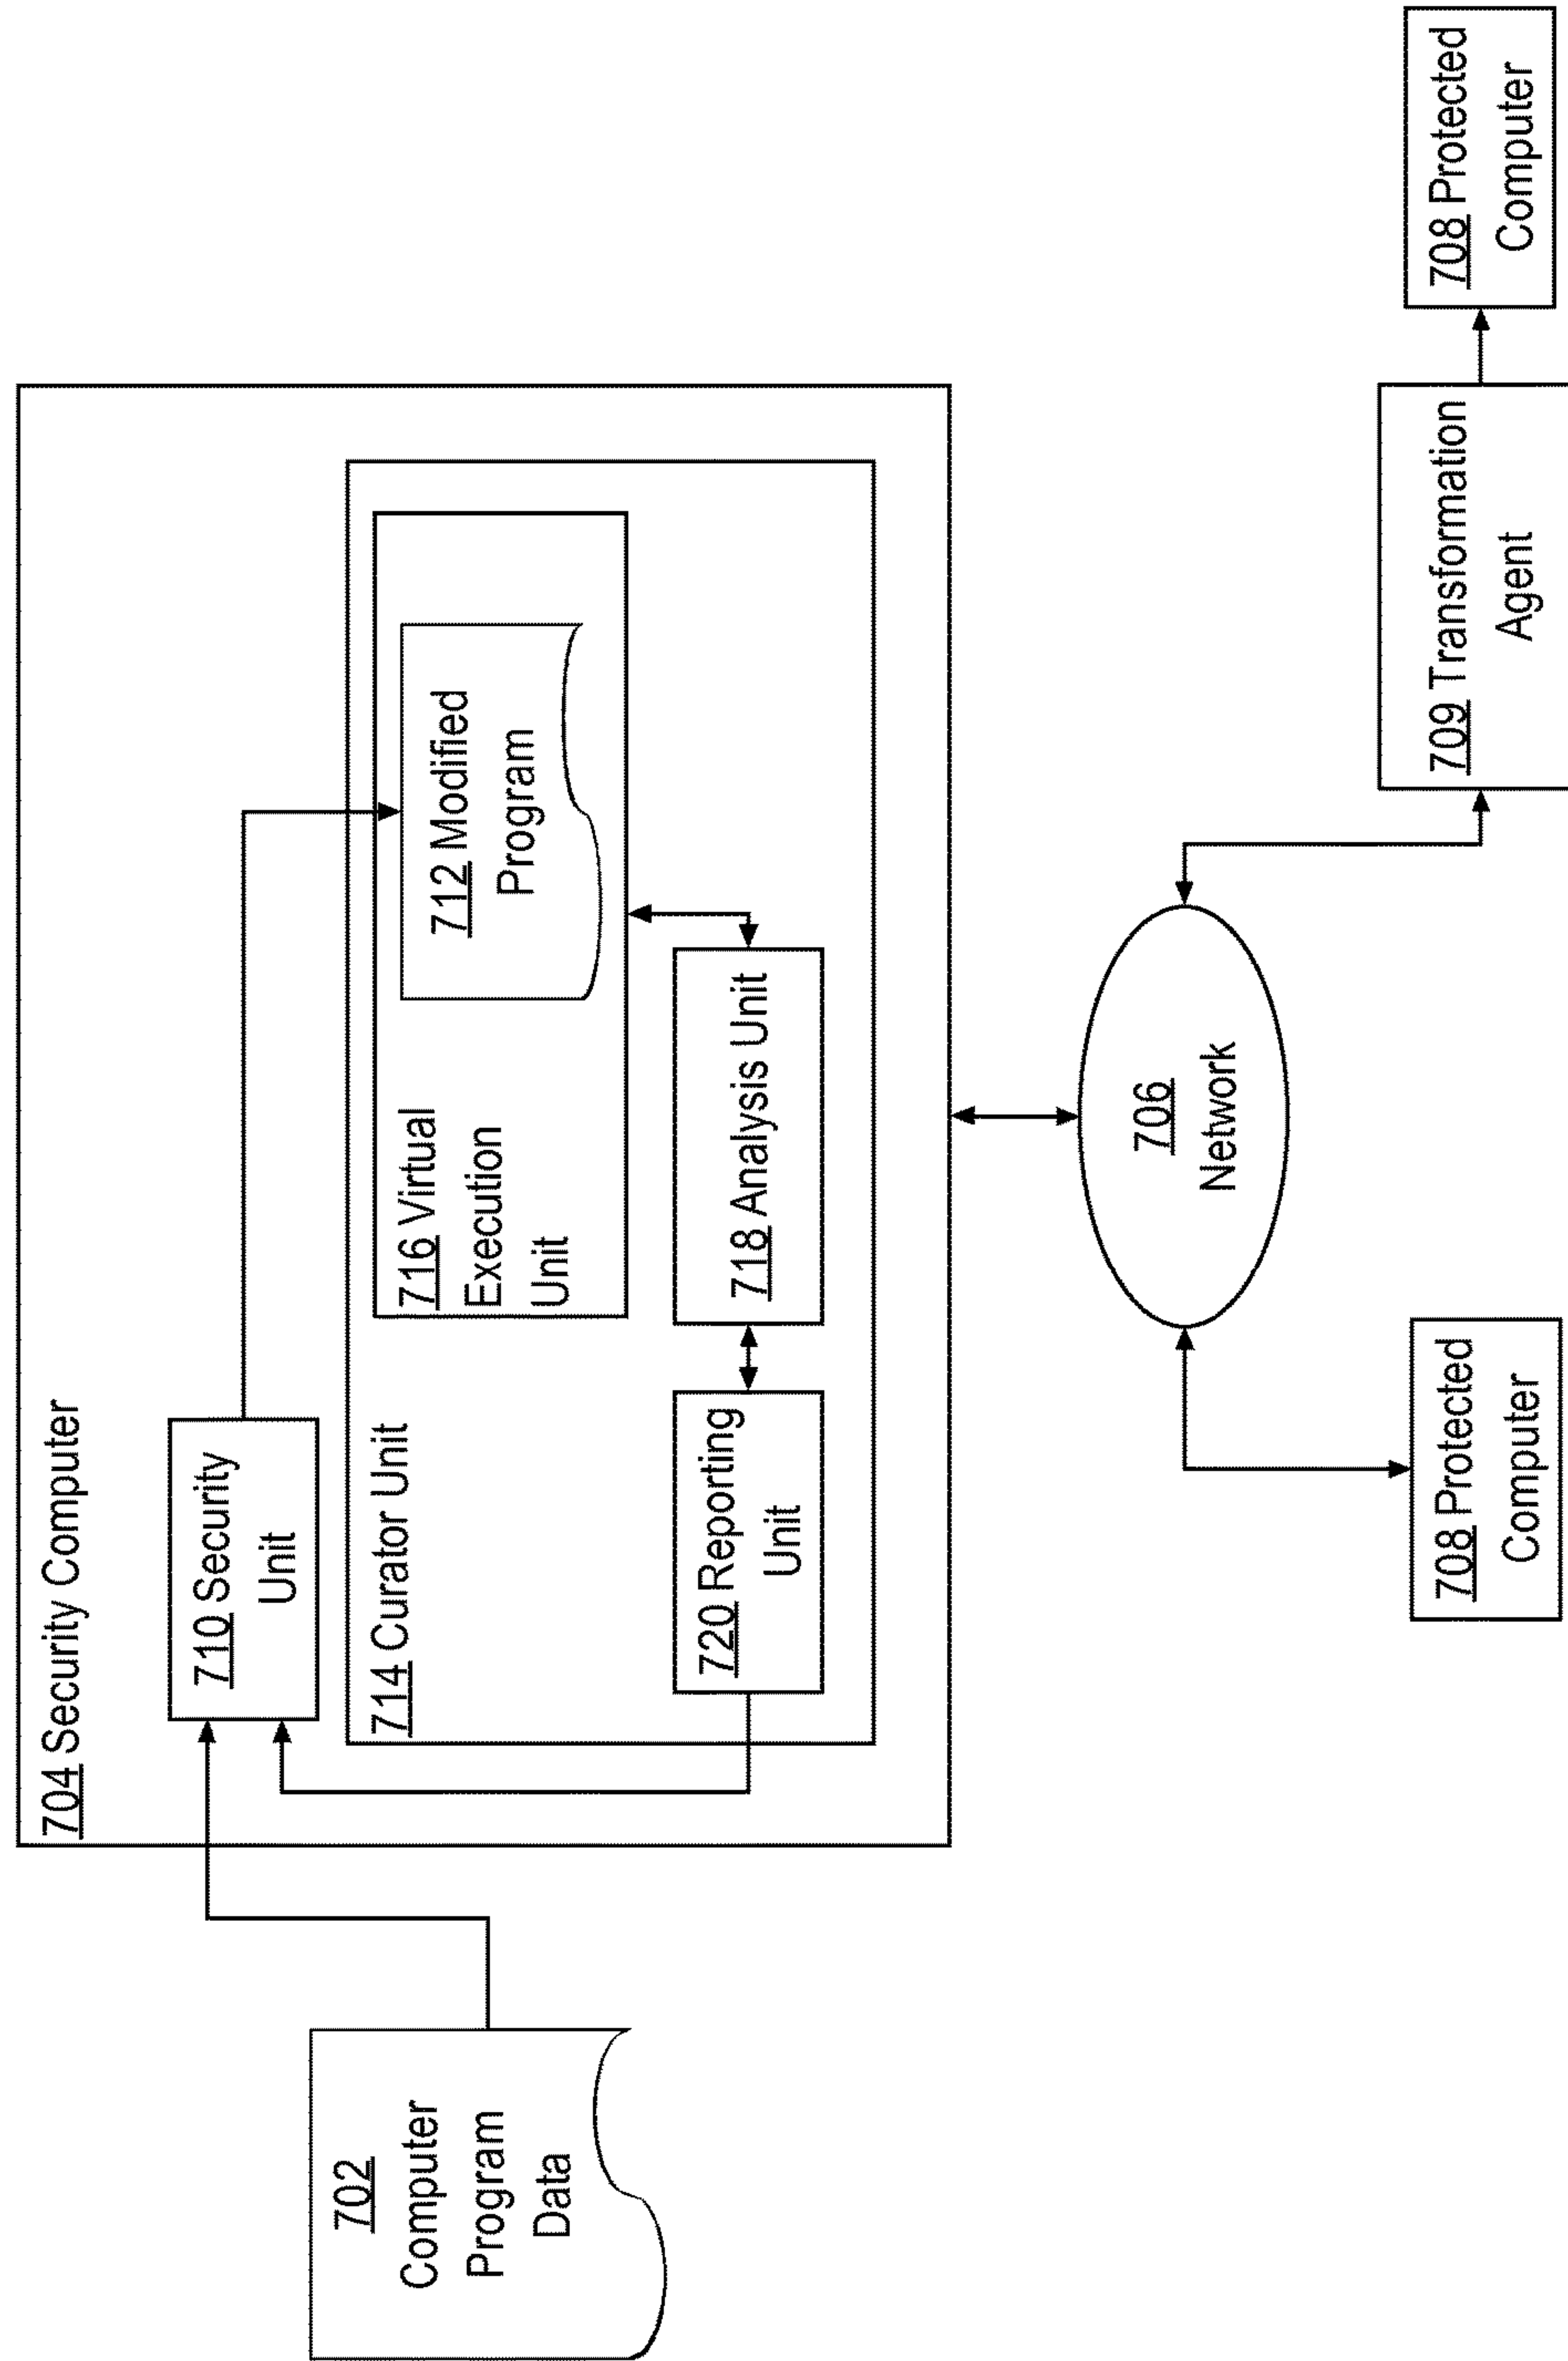 704 Security Computer
710 Security
Unit
714 Curator Unit
716 Virtual
Execution
Unit
712 Modified
Program
720 Reporting
Unit
718 Analysis Unit
702
Computer
Program
Data
706
Network
708 Protected
Computer
709 Transformation
Agent
708 Protected
Computer